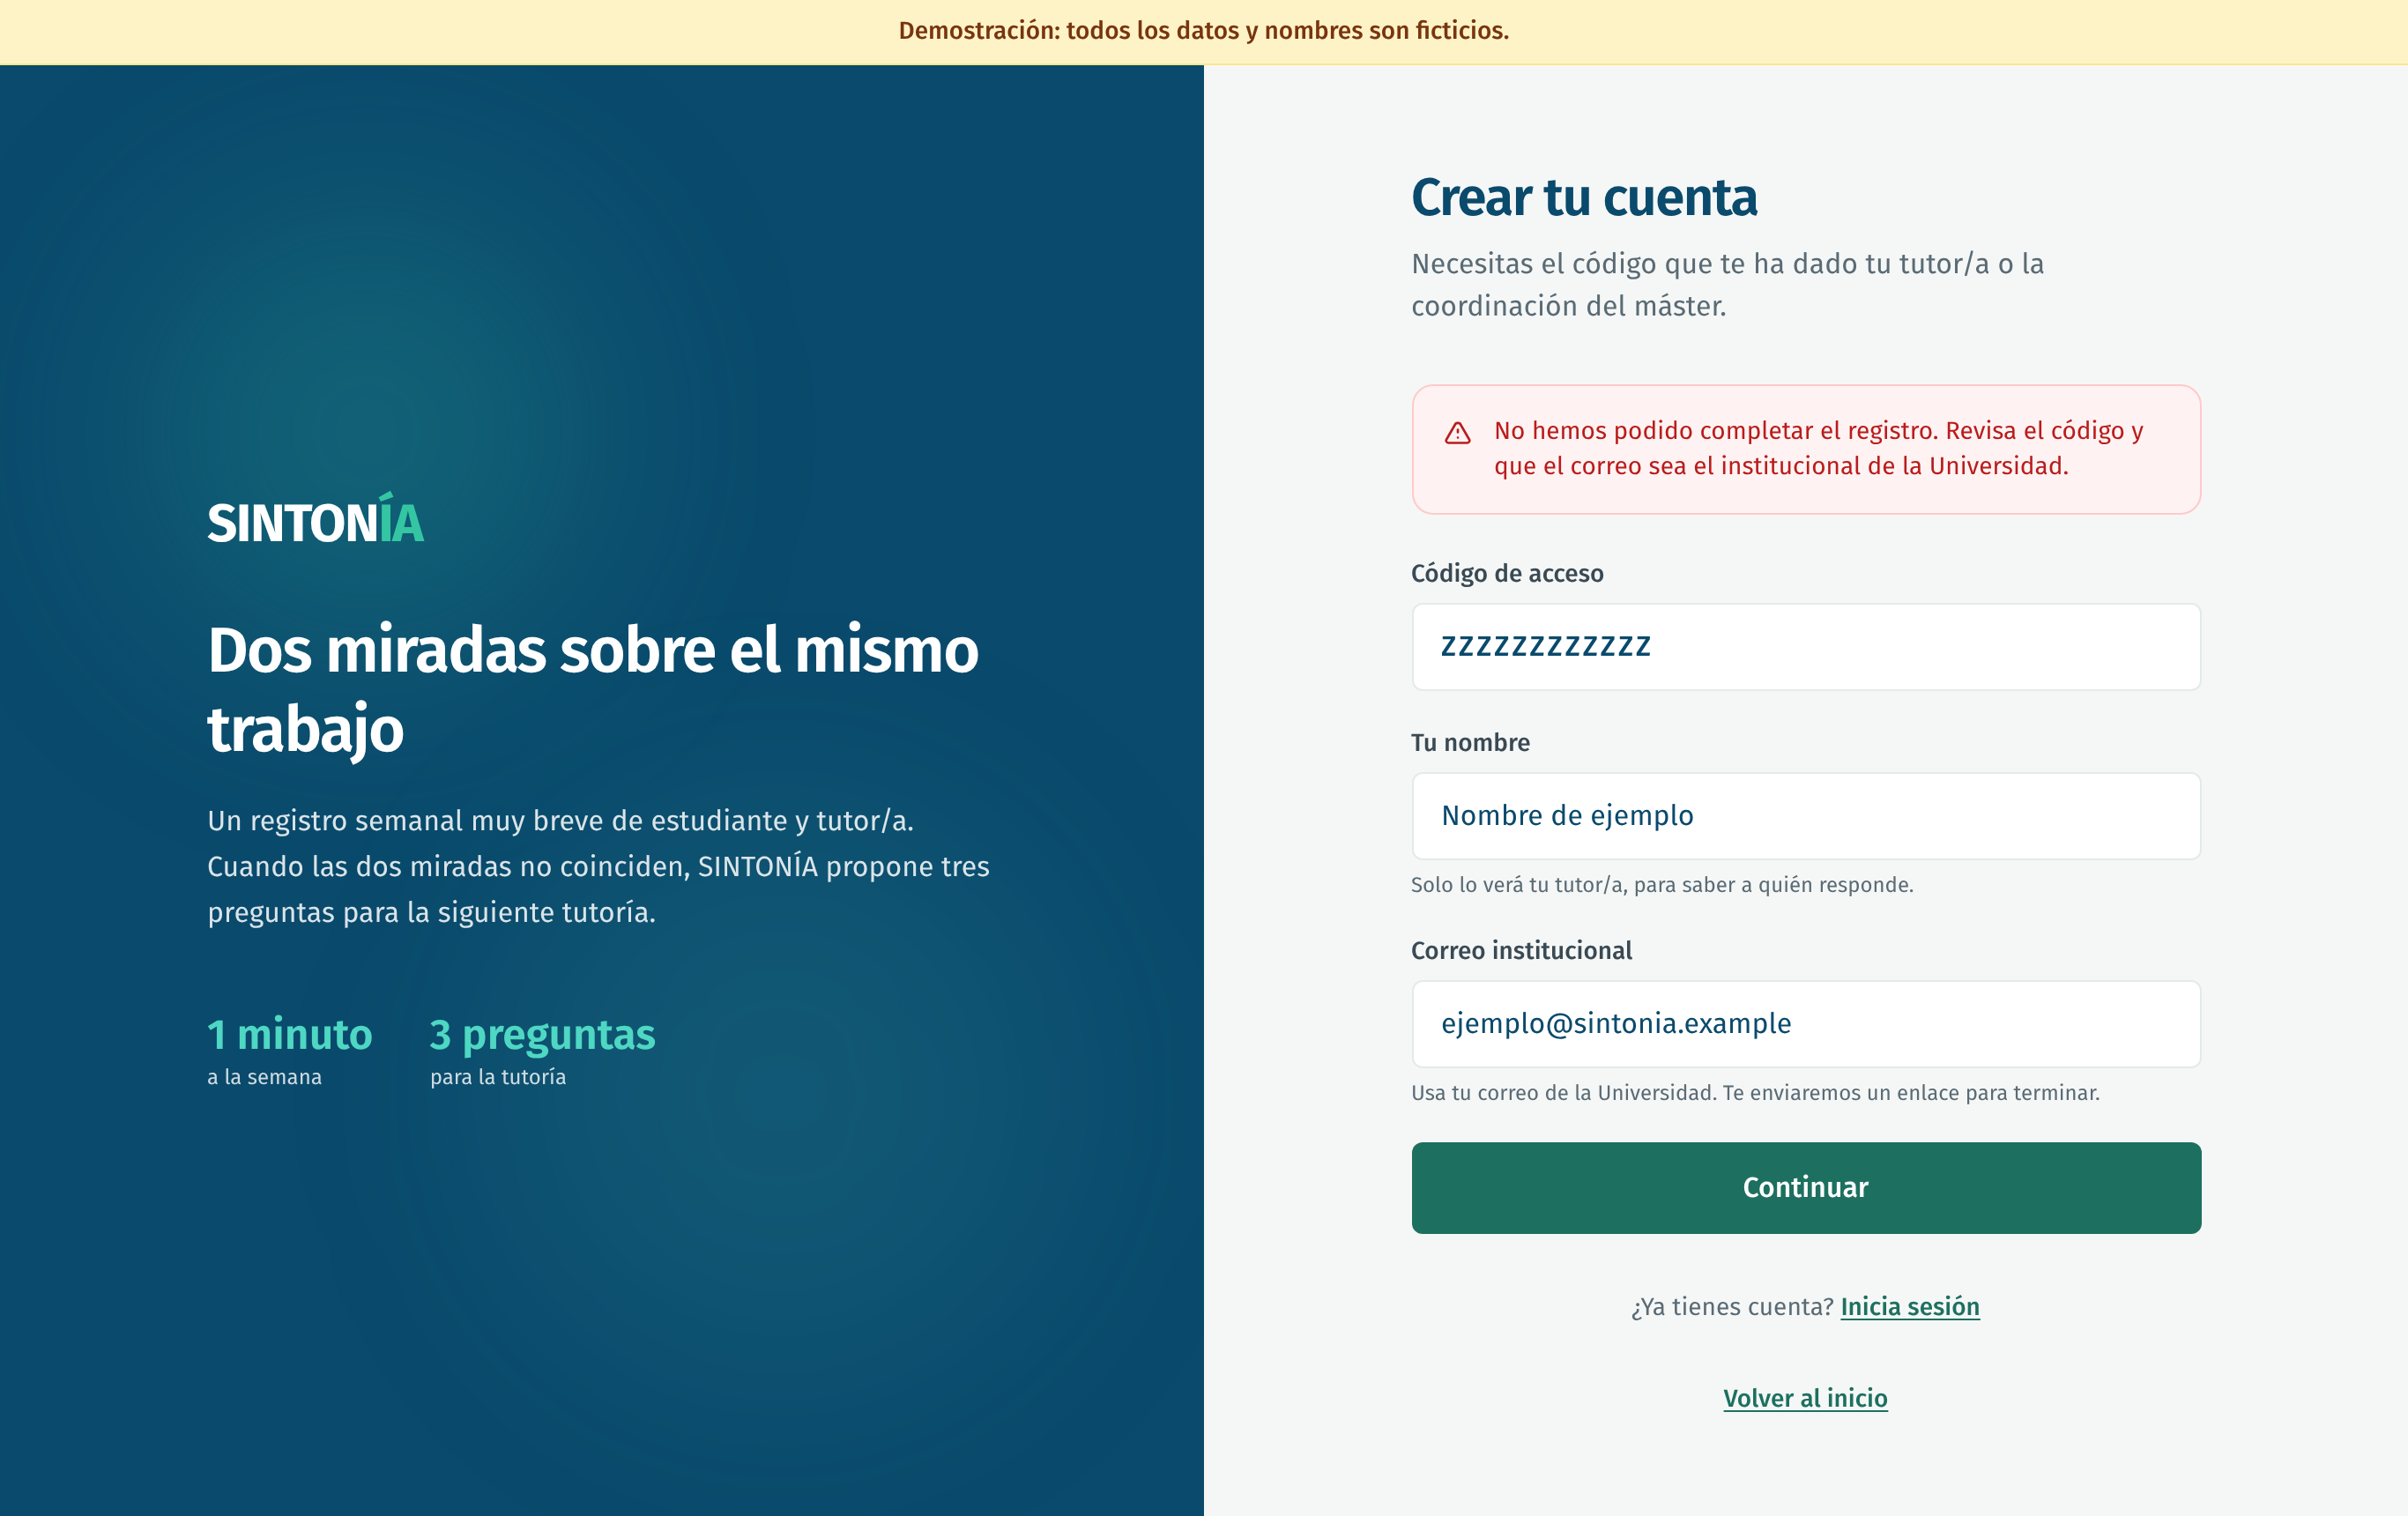 Demostración: todos los datos y nombres son ficticios.
SINTONÍA
Dos miradas sobre el mismo
trabajo
Un registro semanal muy breve de estudiante y tutor/a.
Cuando las dos miradas no coinciden, SINTONÍA propone tres
preguntas para la siguiente tutoría.
1 minuto
a la semana
3 preguntas
para la tutoría
Crear tu cuenta
Necesitas el código que te ha dado tu tutor/a o la
coordinación del máster.
No hemos podido completar el registro. Revisa el código y
que el correo sea el institucional de la Universidad.
Código de acceso
ZZZZZZZZZZZZ
Tu nombre
Nombre de ejemplo
Solo lo verá tu tutor/a, para saber a quién responde.
Correo institucional
ejemplo@sintonia.example
Usa tu correo de la Universidad. Te enviaremos un enlace para terminar.
Continuar
¿Ya tienes cuenta? Inicia sesión
Volver al inicio